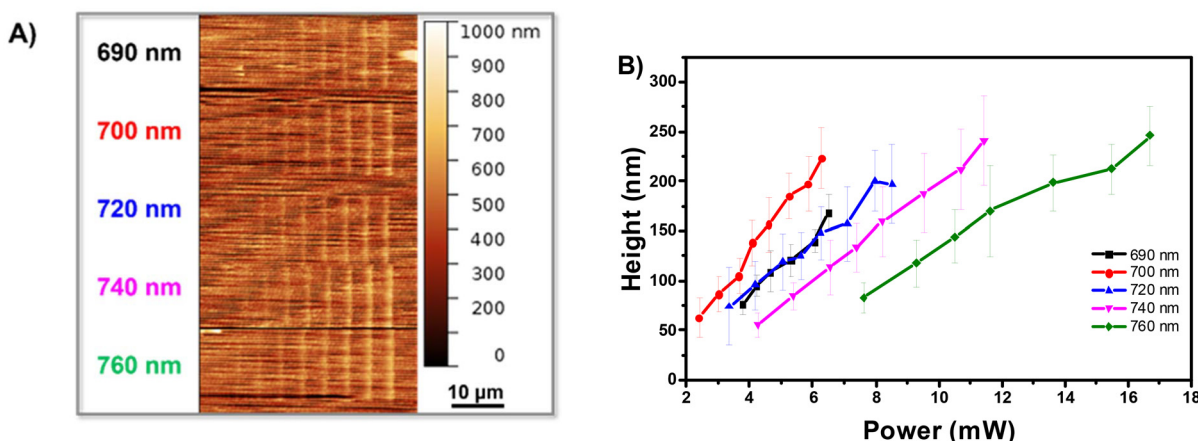 A)
690 nm
700 nm
720 nm
740 nm
760 nm
1000 nm
900
800
700
600
500
400
300
200
100
0
10 µm
B)
Height (nm)
300
250
200
150
100
50
0
690 nm
700 nm
720 nm
740 nm
760 nm
2 4 6 8 10 12 14 16 18
Power (mW)